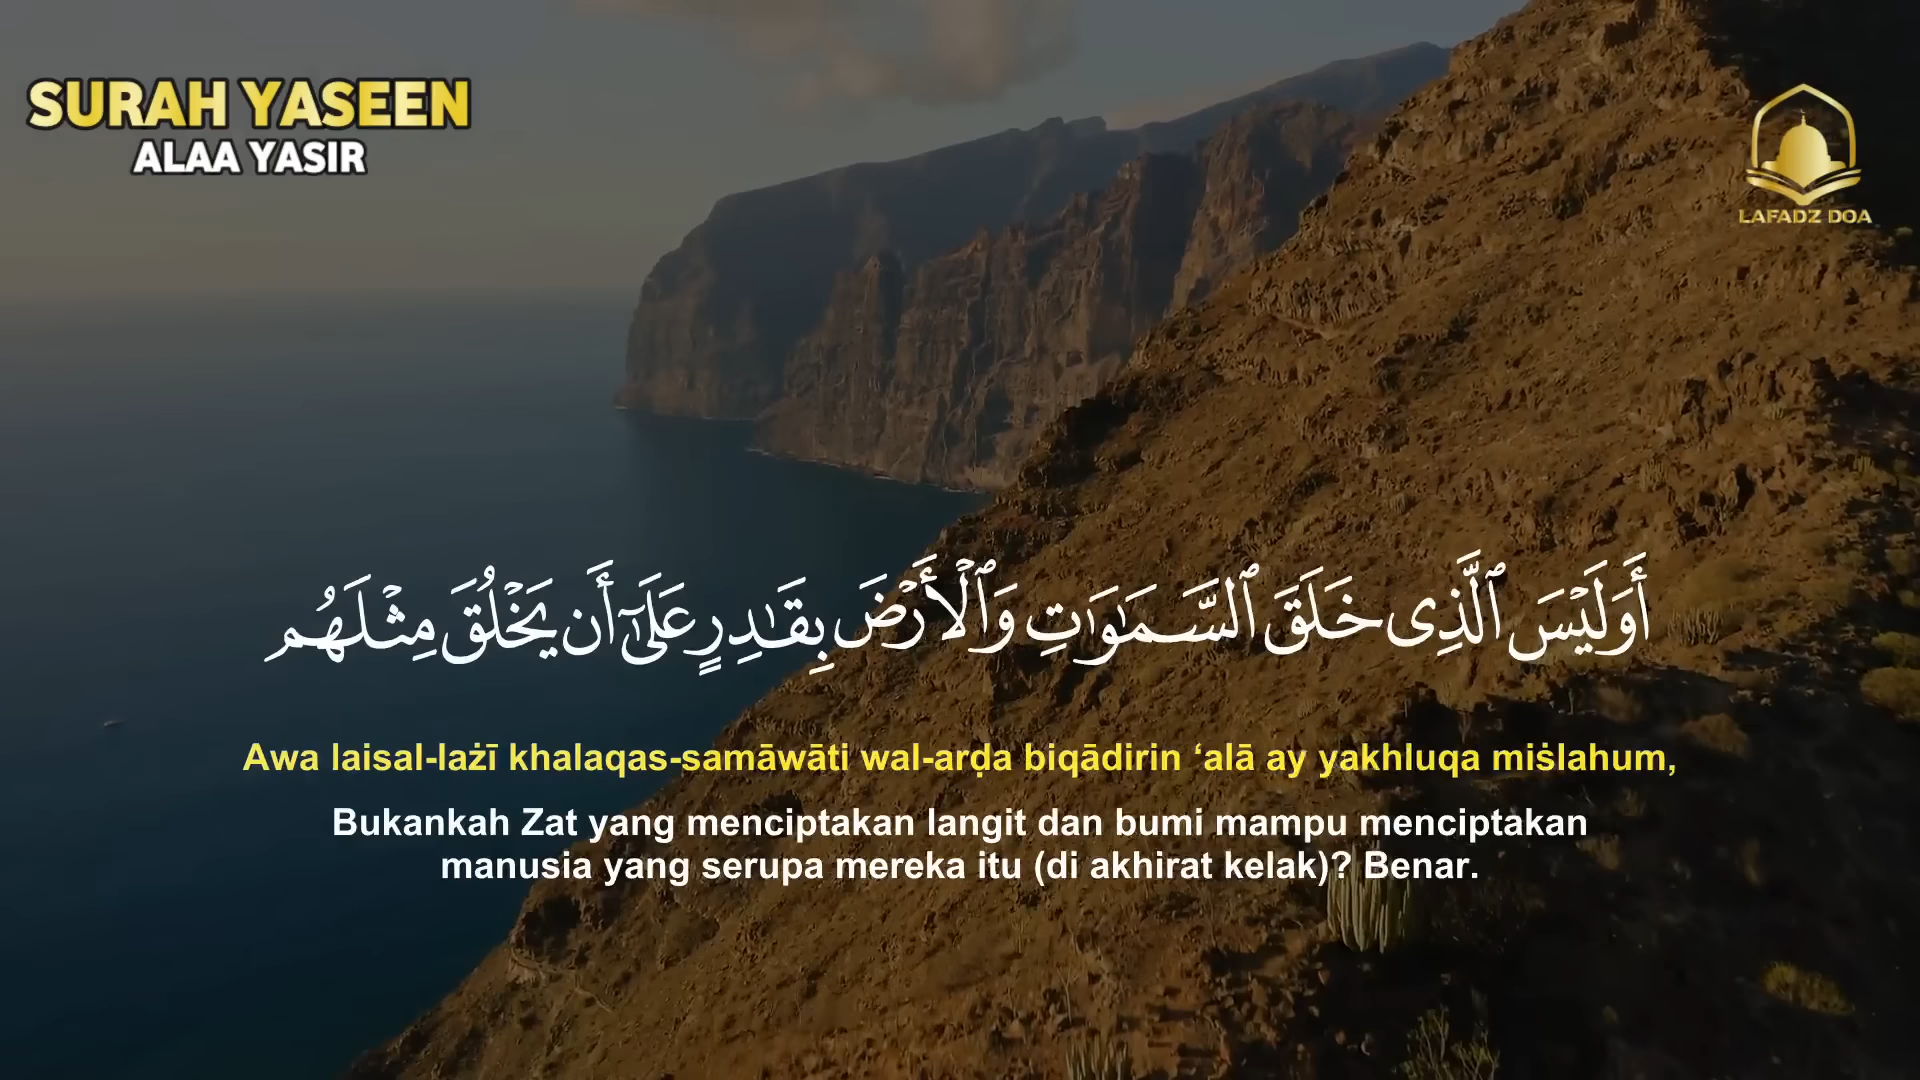 SURAH YASEEN
ALAA YASIR
LAFADZ DOA
أَوَلَيْسَ ٱلَّذِى خَلَقَ ٱلسَّمَـٰوَٰتِ وَٱلْأَرْضَ بِقَـٰدِرٍ عَلَىٰٓ أَن يَخْلُقَ مِثْلَهُم
Awa laisal-lażī khalaqas-samāwāti wal-arḍa biqādirin ‘alā ay yakhluqa miṡlahum,
Bukankah Zat yang menciptakan langit dan bumi mampu menciptakan
manusia yang serupa mereka itu (di akhirat kelak)? Benar.